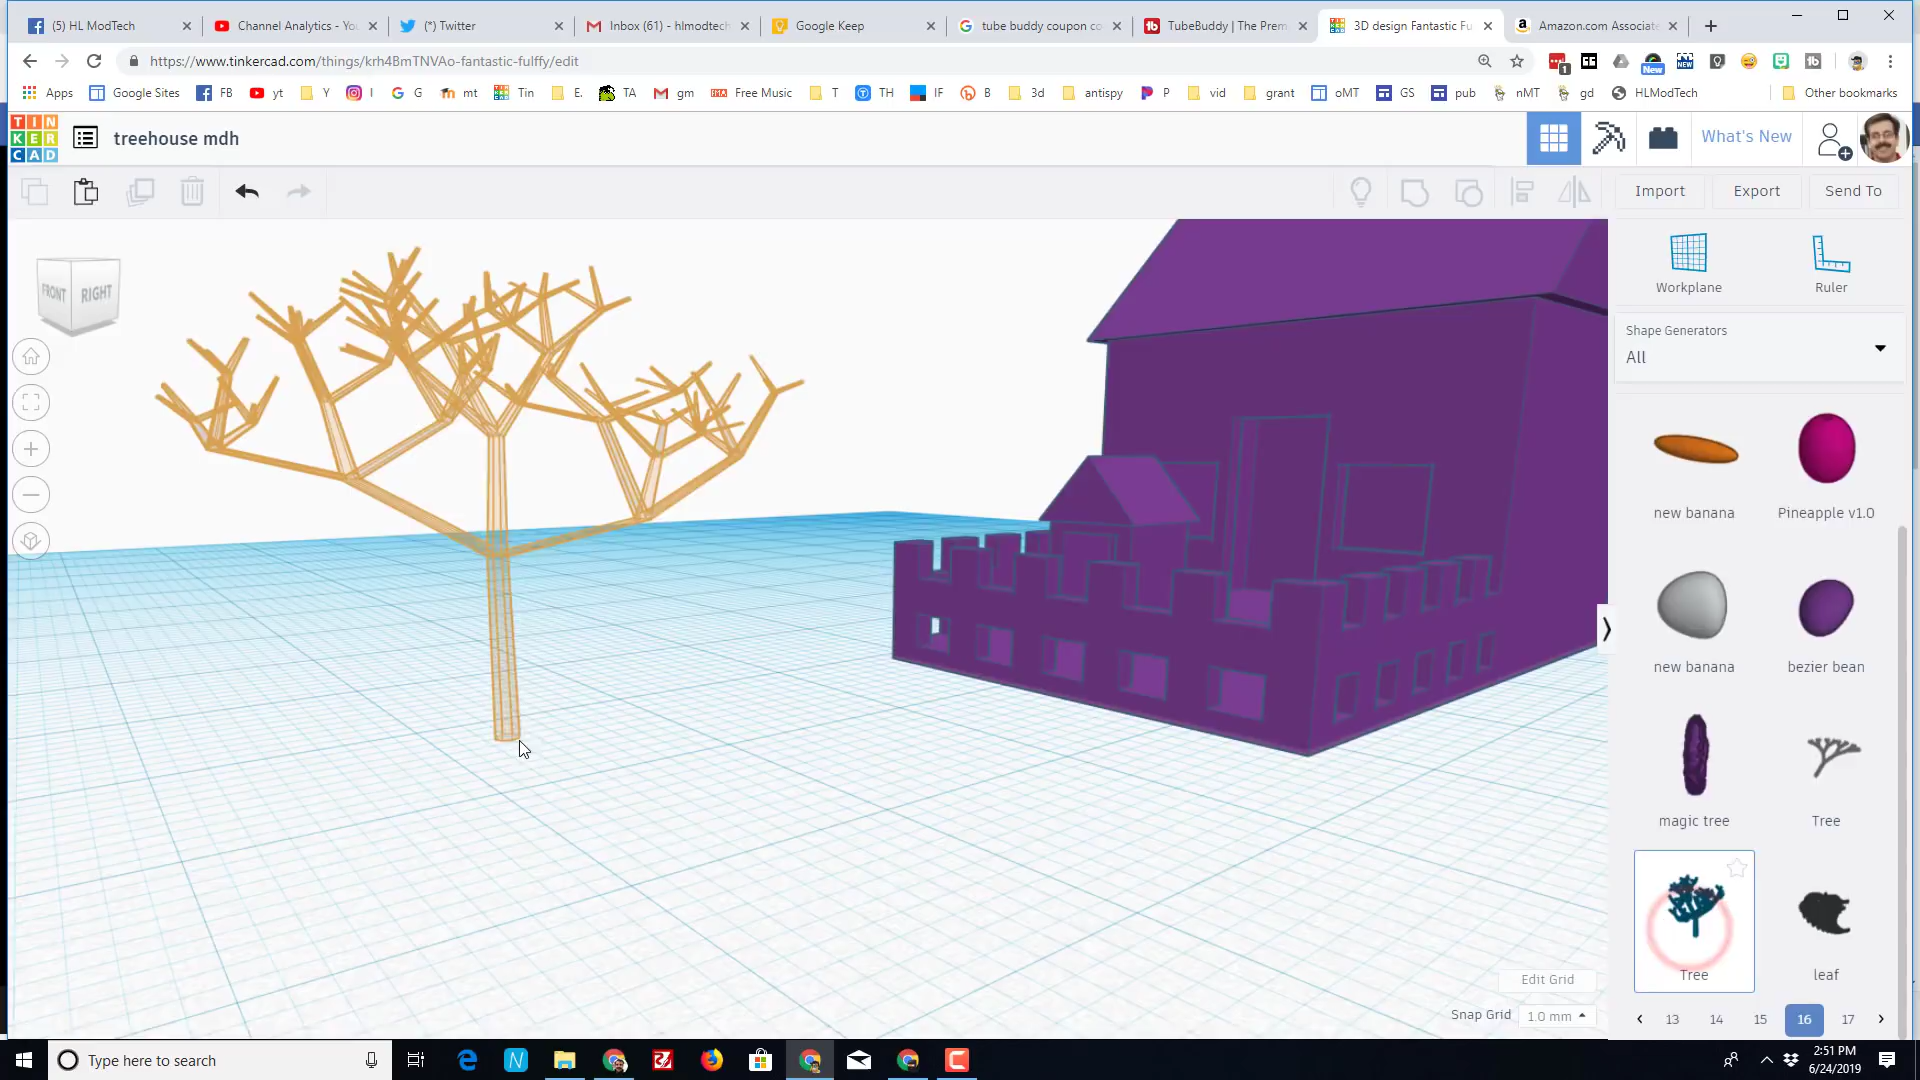 (5) HL ModTech
Channel Analytics - You
(*) Twitter
Inbox (61) - hlmodtech
Google Keep
tube buddy coupon co
TubeBuddy | The Prem
3D design Fantastic Fu
Amazon.com Associate
https://www.tinkercad.com/things/krh4BmTNVAo-fantastic-fulffy/edit
Apps
Google Sites
FB
yt
Y
I
G
mt
Tin
E.
TA
gm
Free Music
T
TH
IF
B
3d
antispy
P
vid
grant
oMT
GS
pub
nMT
gd
HLModTech
Other bookmarks
TIN
KER
CAD
treehouse mdh
What's New
Import
Export
Send To
FRONT
RIGHT
Workplane
Ruler
Shape Generators
All
new banana
Pineapple v1.0
new banana
bezier bean
magic tree
Tree
Tree
leaf
Edit Grid
Snap Grid
1.0 mm
13
14
15
16
17
Type here to search
2:51 PM
6/24/2019